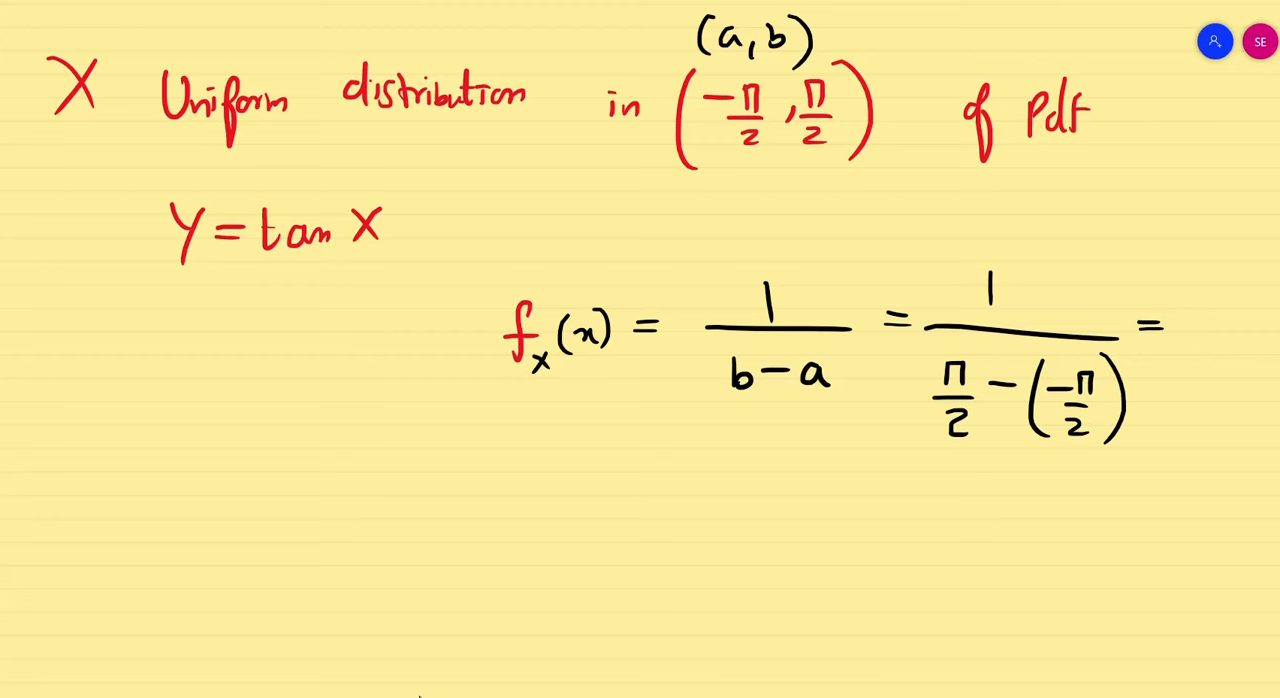 (a, b)
X Uniform distribution in (-π/2, π/2) of Pdf
SE
Y = tan X
f_X(x) = 1/(b-a) = 1/(π/2 - (-π/2)) =